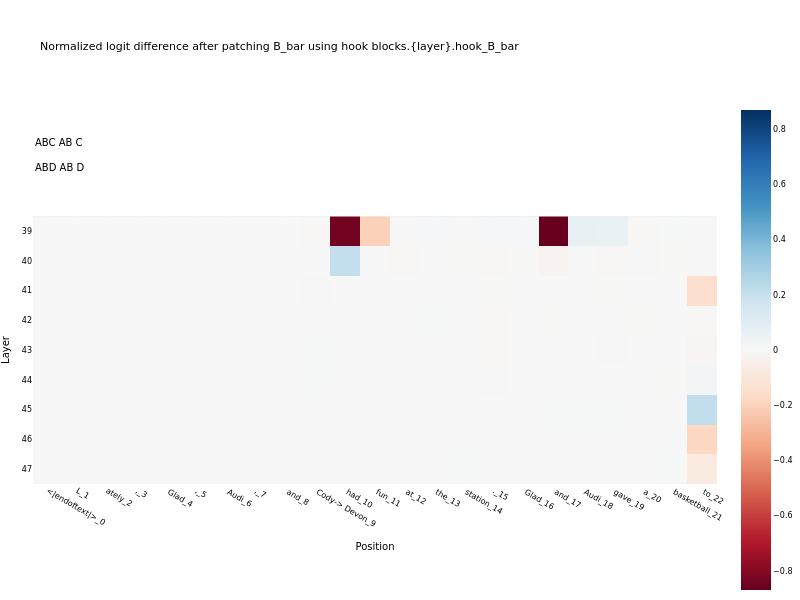 Normalized logit difference after patching B_bar using hook blocks.{layer}.hook_B_bar
ABC AB C
ABD AB D
0.8
0.6
0.4
0.2
0
−0.2
−0.4
−0.6
−0.8
Layer
39
40
41
42
43
44
45
46
47
<|endoftext|>_0
L_1
ately_2
,_3
Glad_4
,_5
Audi_6
,_7
and_8
Cody-> Devon_9
had_10
fun_11
at_12
the_13
station_14
._15
Glad_16
and_17
Audi_18
gave_19
a_20
basketball_21
to_22
Position